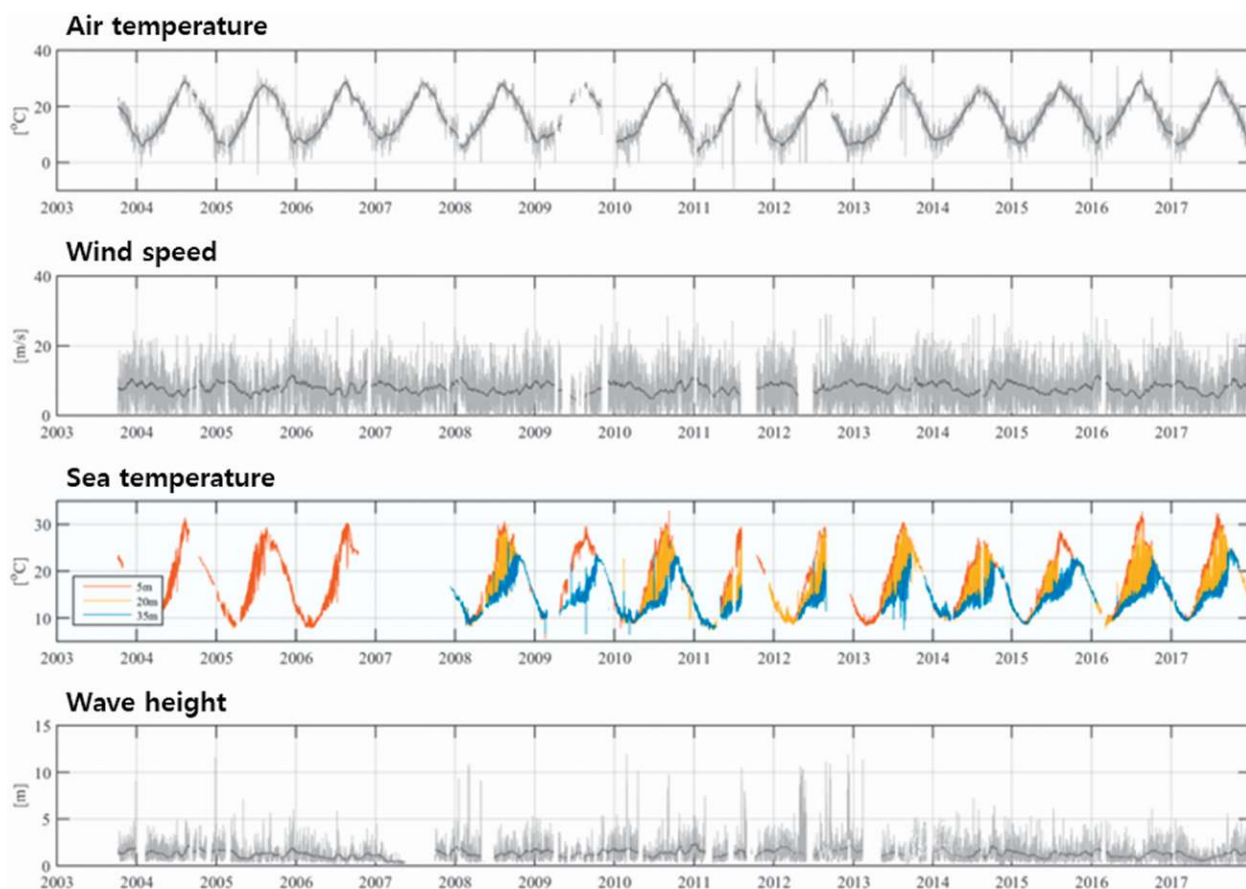 Air temperature
40
20
0
[°C]
2003 2004 2005 2006 2007 2008 2009 2010 2011 2012 2013 2014 2015 2016 2017
Wind speed
40
20
0
[m/s]
2003 2004 2005 2006 2007 2008 2009 2010 2011 2012 2013 2014 2015 2016 2017
Sea temperature
30
20
10
[°C]
5m
20m
35m
2003 2004 2005 2006 2007 2008 2009 2010 2011 2012 2013 2014 2015 2016 2017
Wave height
15
10
5
0
[m]
2003 2004 2005 2006 2007 2008 2009 2010 2011 2012 2013 2014 2015 2016 2017